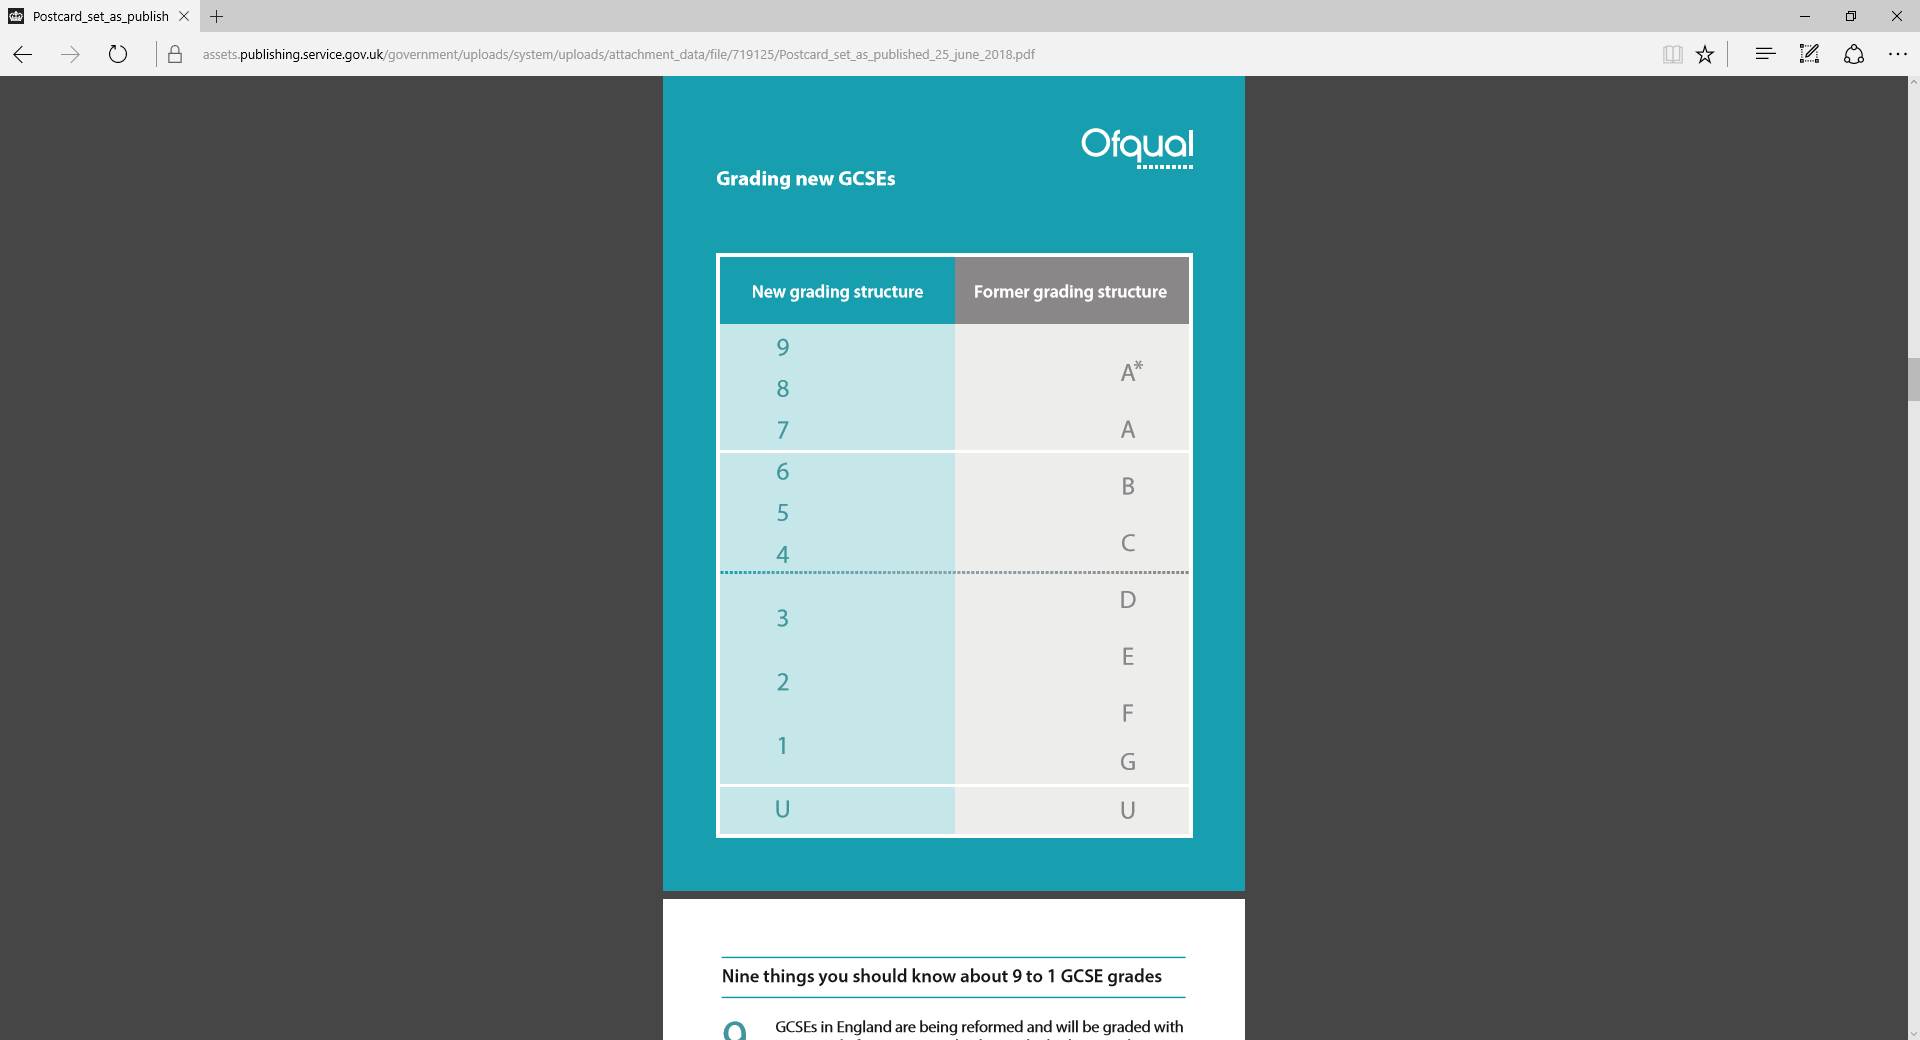 Postcard_set_as_publish
assets.publishing.service.gov.uk/government/uploads/system/uploads/attachment_data/file/719125/Postcard_set_as_published_25_june_2018.pdf
Ofqual
Grading new GCSEs
New grading structure
Former grading structure
9
8
7
6
5
4
3
2
1
U
A*
A
B
C
D
E
F
G
U
Nine things you should know about 9 to 1 GCSE grades
GCSEs in England are being reformed and will be graded with